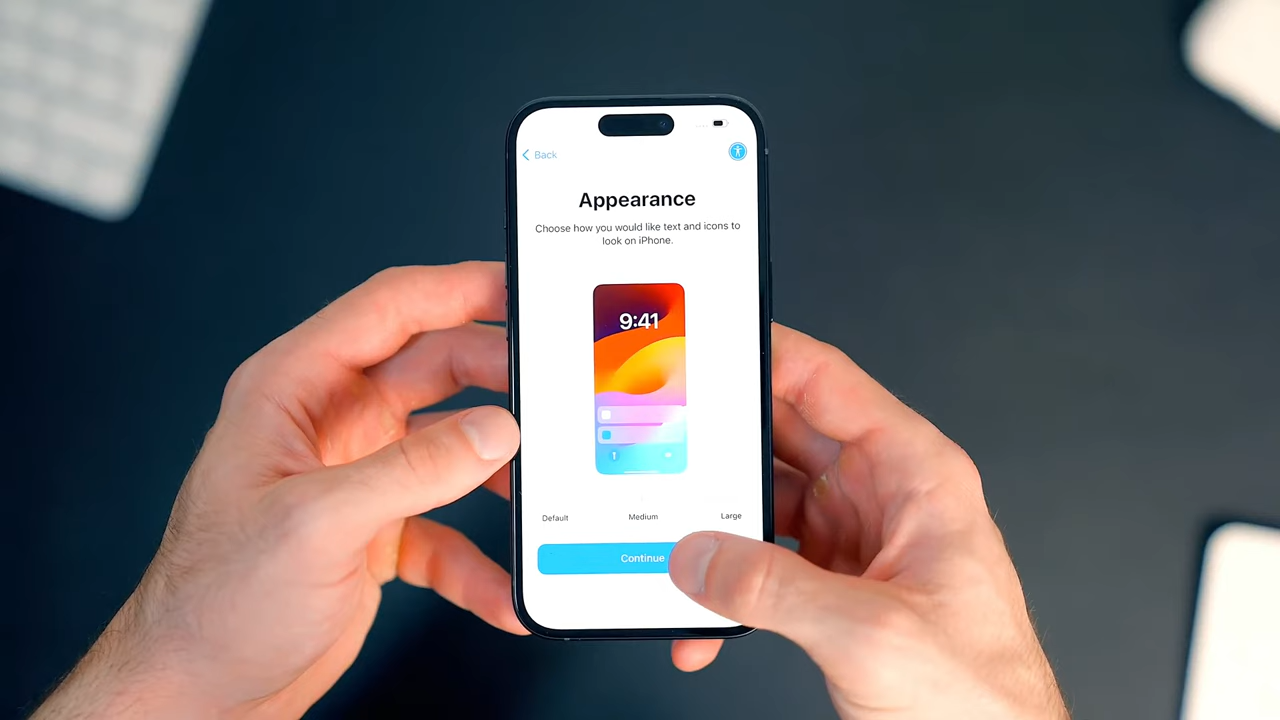 Back
Appearance
Choose how you would like text and icons to
look on iPhone.
9:41
Default
Medium
Large
Continue